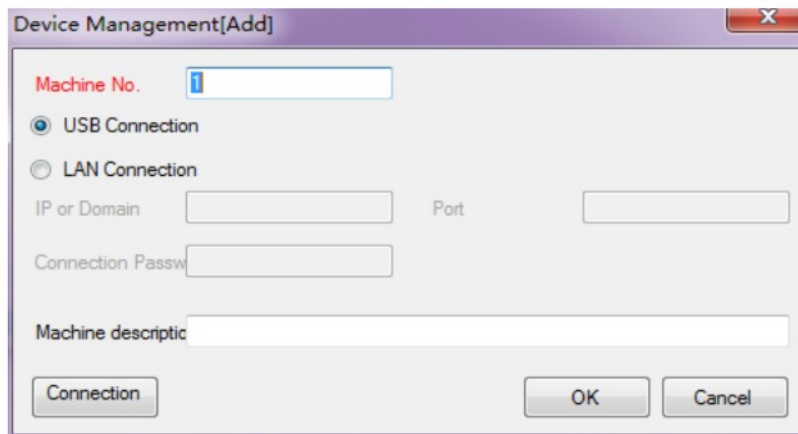 Device Management[Add]
Machine No. 1
USB Connection
LAN Connection
IP or Domain Port
Connection Passw
Machine descriptic
Connection OK Cancel